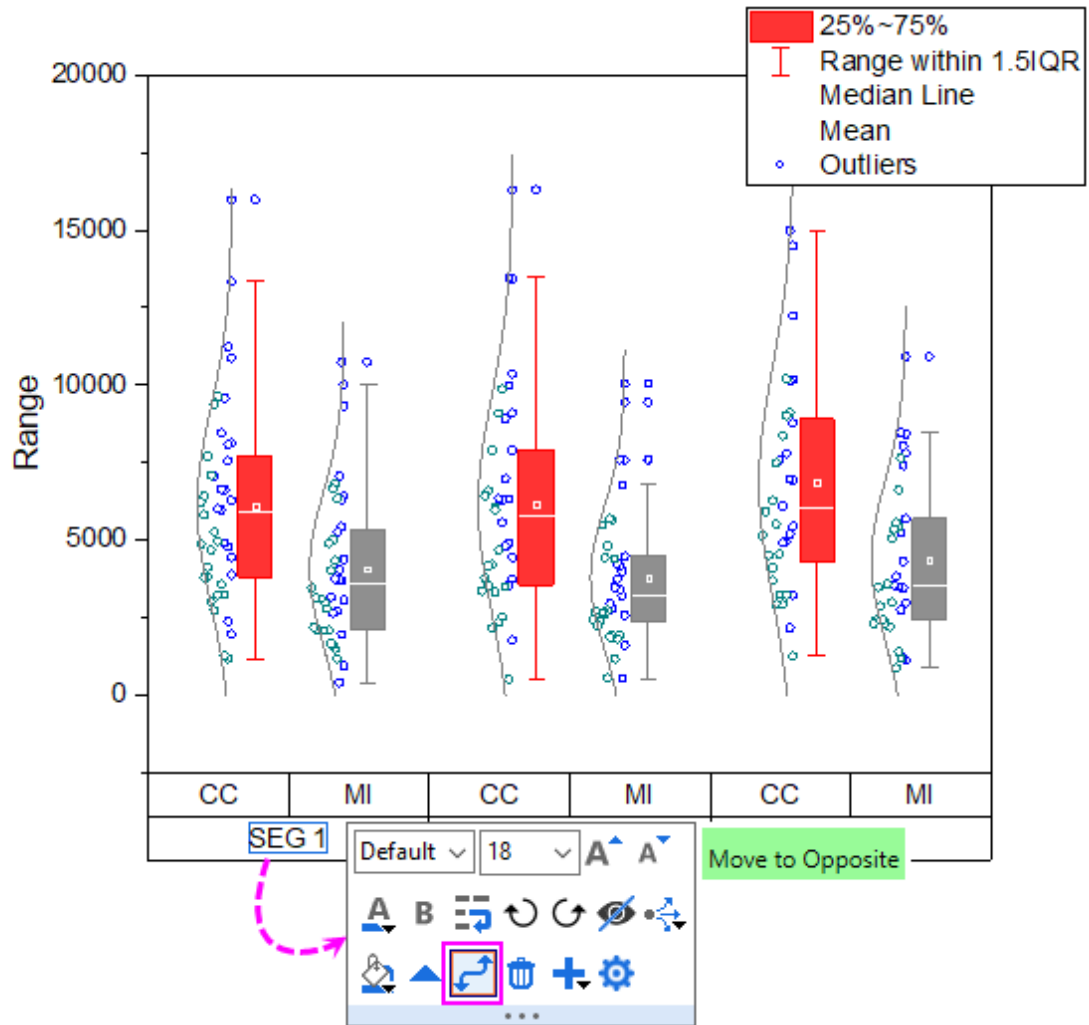 25%~75%
Range within 1.5IQR
Median Line
Mean
Outliers
20000
15000
10000
5000
0
Range
CC MI CC MI CC MI
SEG 1
Default 18 A A
Move to Opposite
A B